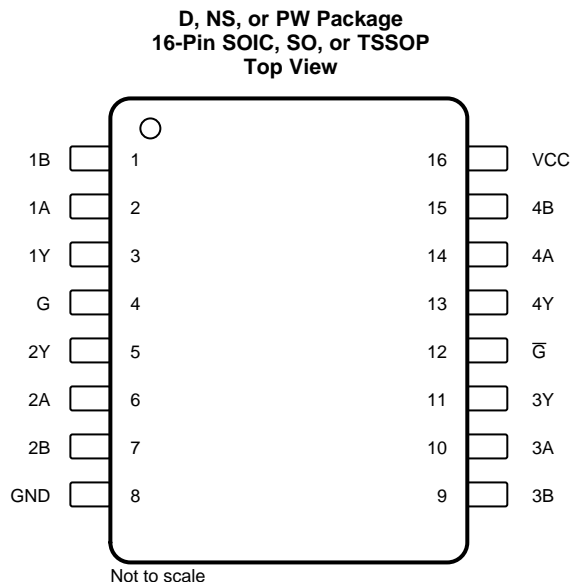 D, NS, or PW Package
16-Pin SOIC, SO, or TSSOP
Top View
1B 1 16 VCC
1A 2 15 4B
1Y 3 14 4A
G 4 13 4Y
2Y 5 12 G̅
2A 6 11 3Y
2B 7 10 3A
GND 8 9 3B
Not to scale